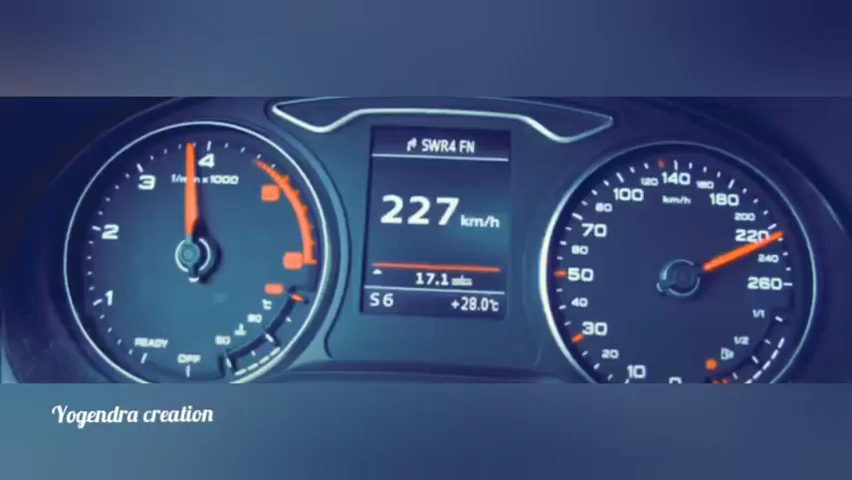 SWR4 FN
227 km/h
17.1
S 6 +28.0°C
1 2 3 4
1/min x 1000
READY
OFF
0 10 20 30 40 50 60 70 80 100 120 140 160 180 200 220 240 260
km/h
1/2 1/1
Yogendra creation